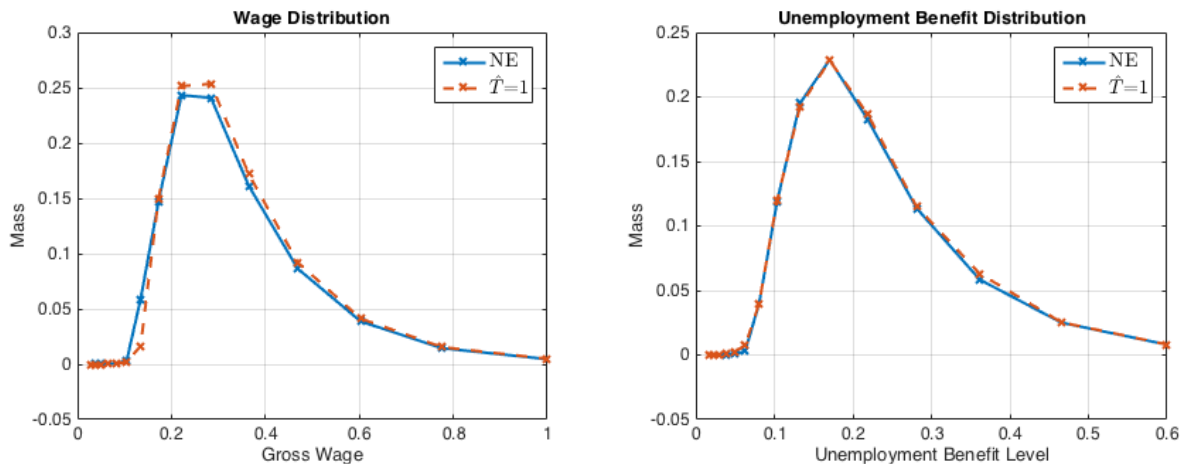 Wage Distribution
0.3
0.25
0.2
0.15
0.1
0.05
0
-0.05
Mass
0 0.2 0.4 0.6 0.8 1
Gross Wage
NE
T̂=1
Unemployment Benefit Distribution
0.25
0.2
0.15
0.1
0.05
0
-0.05
Mass
0 0.1 0.2 0.3 0.4 0.5 0.6
Unemployment Benefit Level
NE
T̂=1